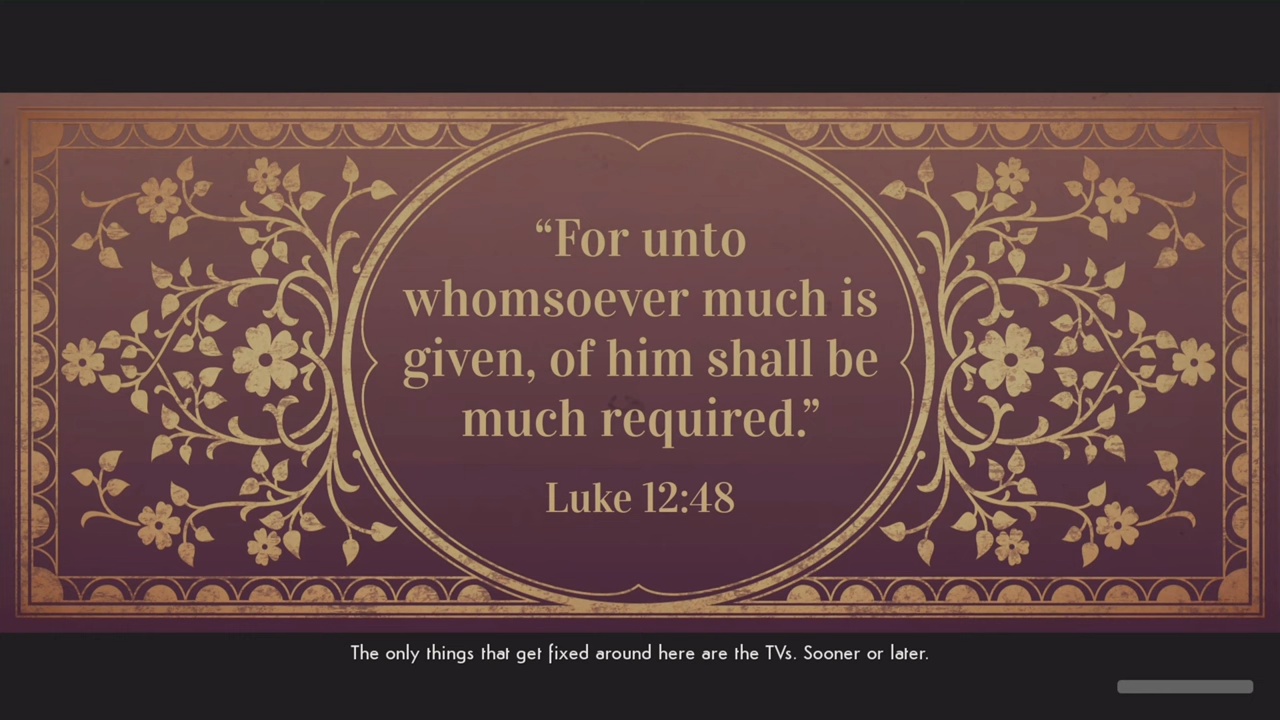 “For unto
whomsoever much is
given, of him shall be
much required.”
Luke 12:48
The only things that get fixed around here are the TVs. Sooner or later.